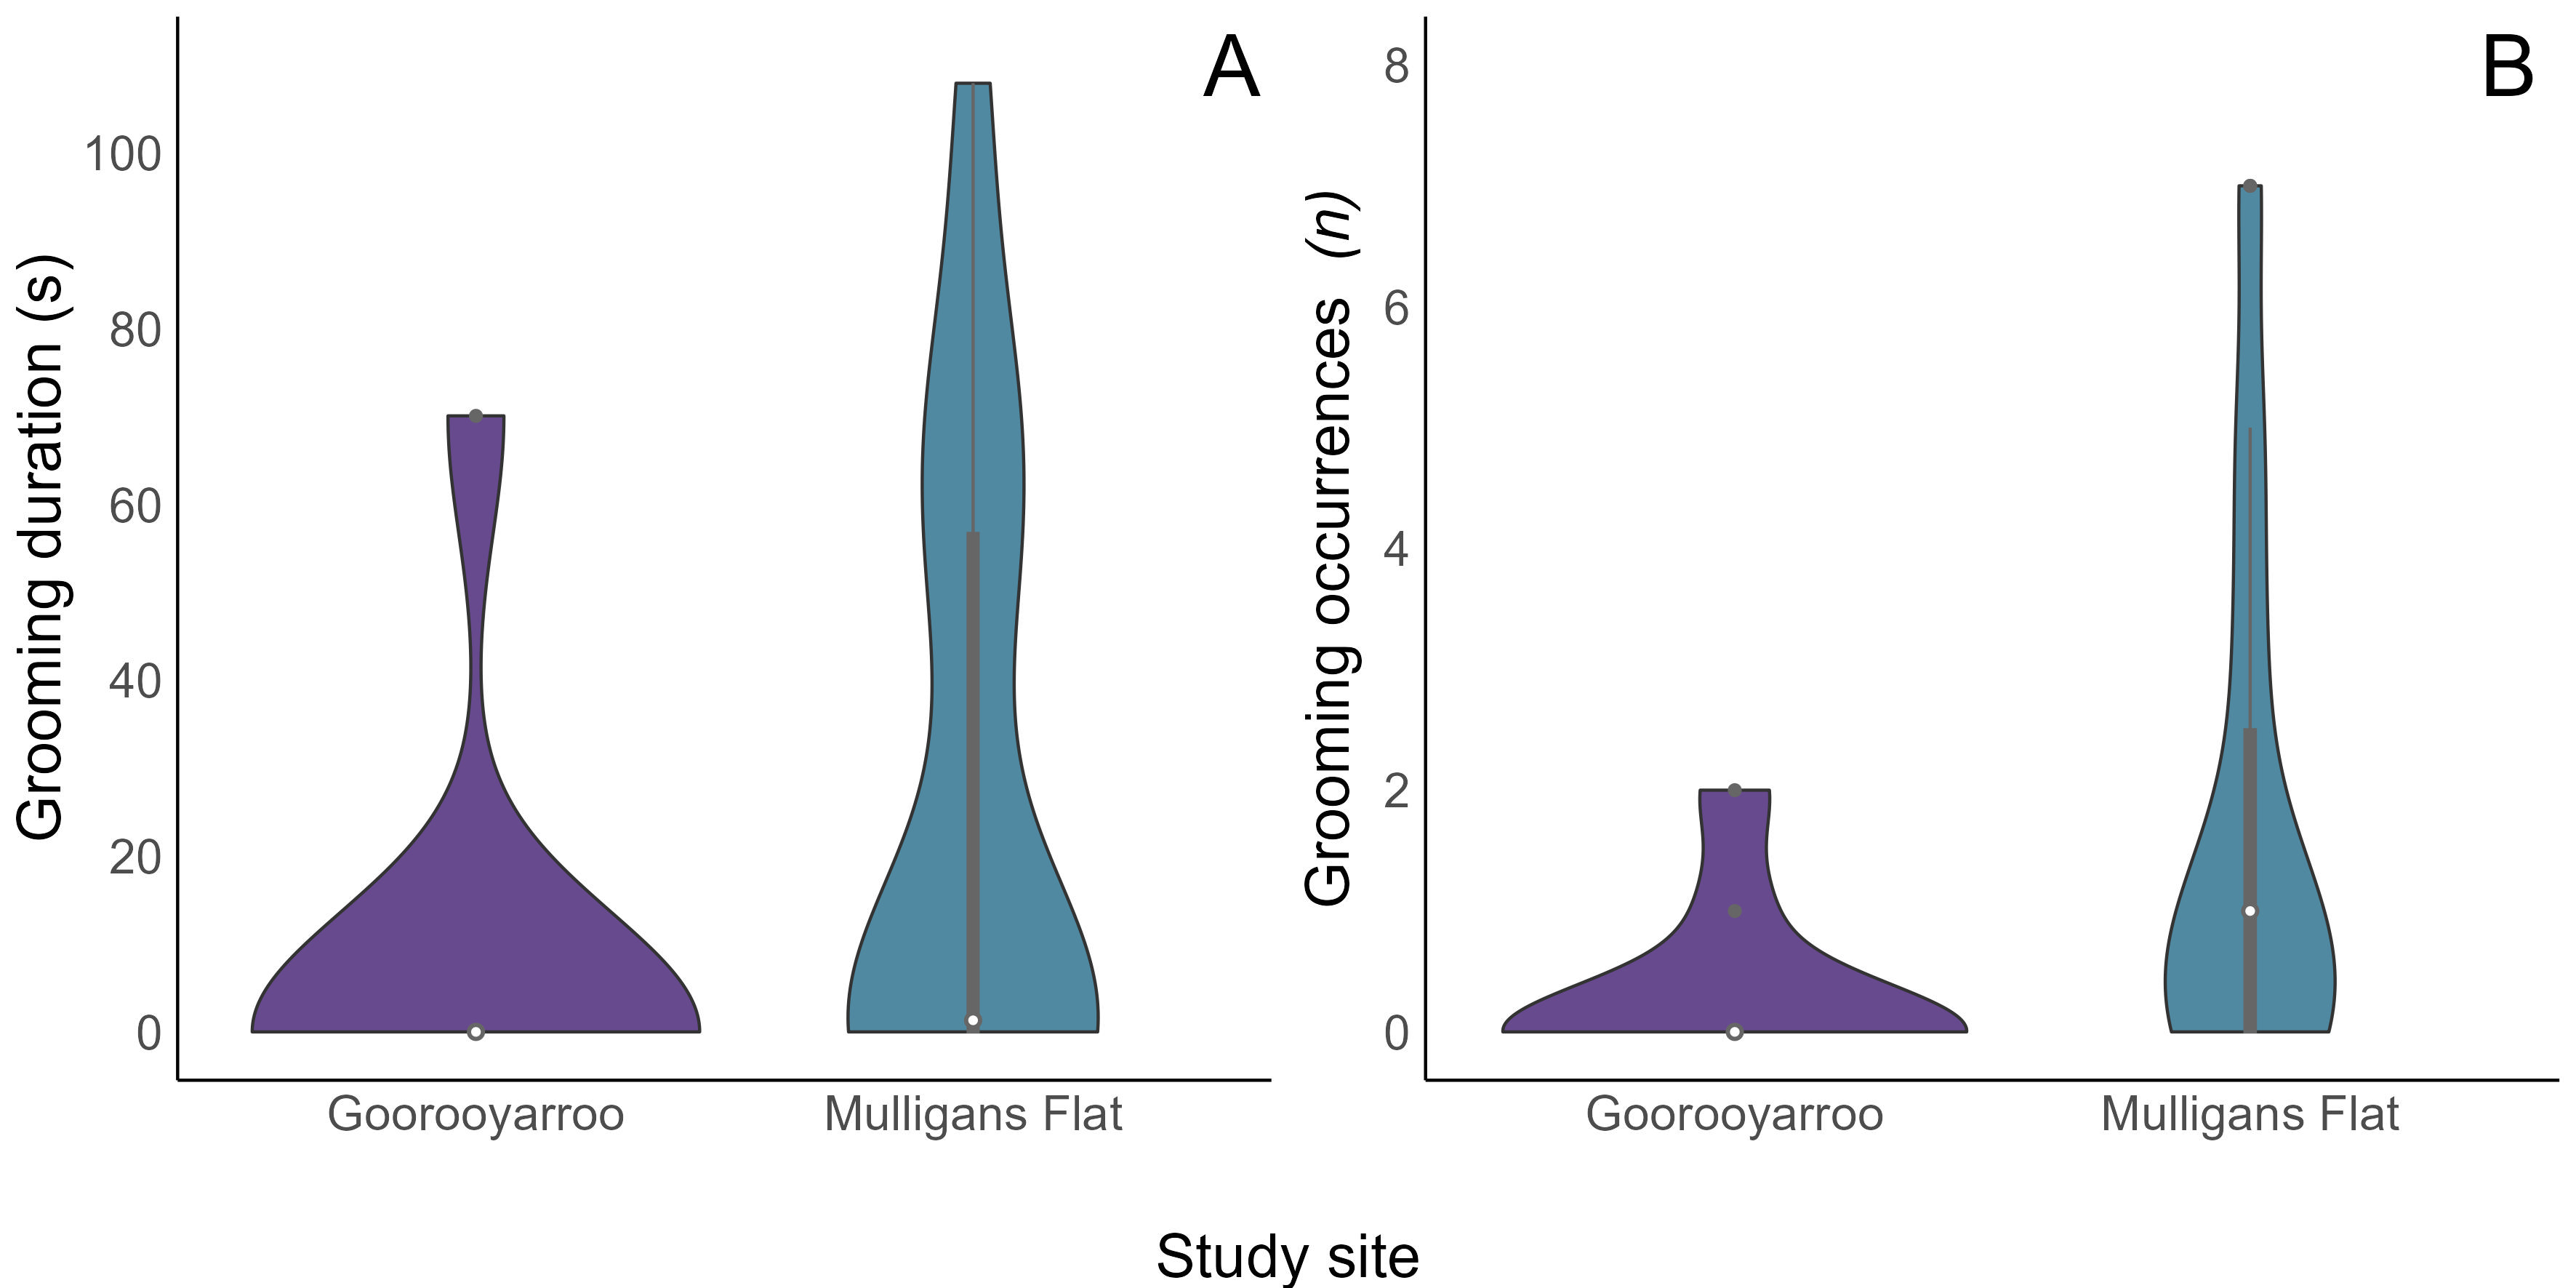 A
Grooming duration (s)
100
80
60
40
20
0
Goorooyarroo
Mulligans Flat
B
Grooming occurrences (n)
8
6
4
2
0
Goorooyarroo
Mulligans Flat
Study site